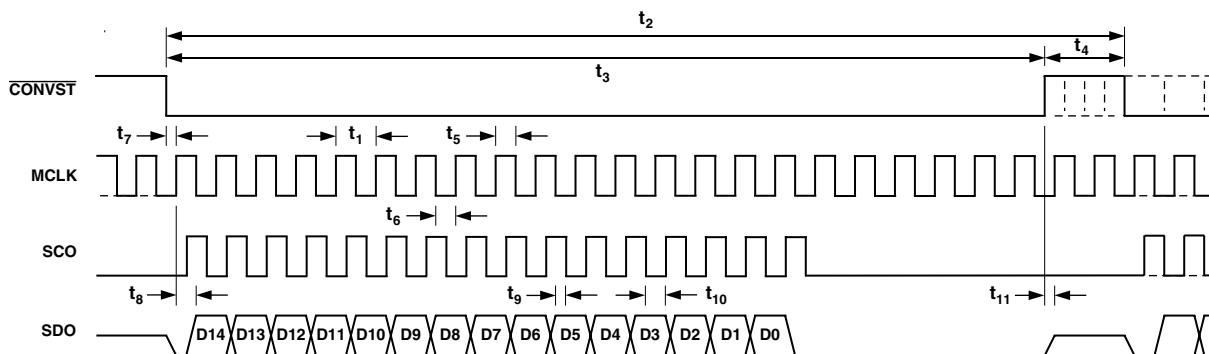 t2
t4
t3
CONVST
t7
t1
t5
MCLK
t6
SCO
t8
t9
t10
t11
SDO
D14 D13 D12 D11 D10 D9 D8 D7 D6 D5 D4 D3 D2 D1 D0